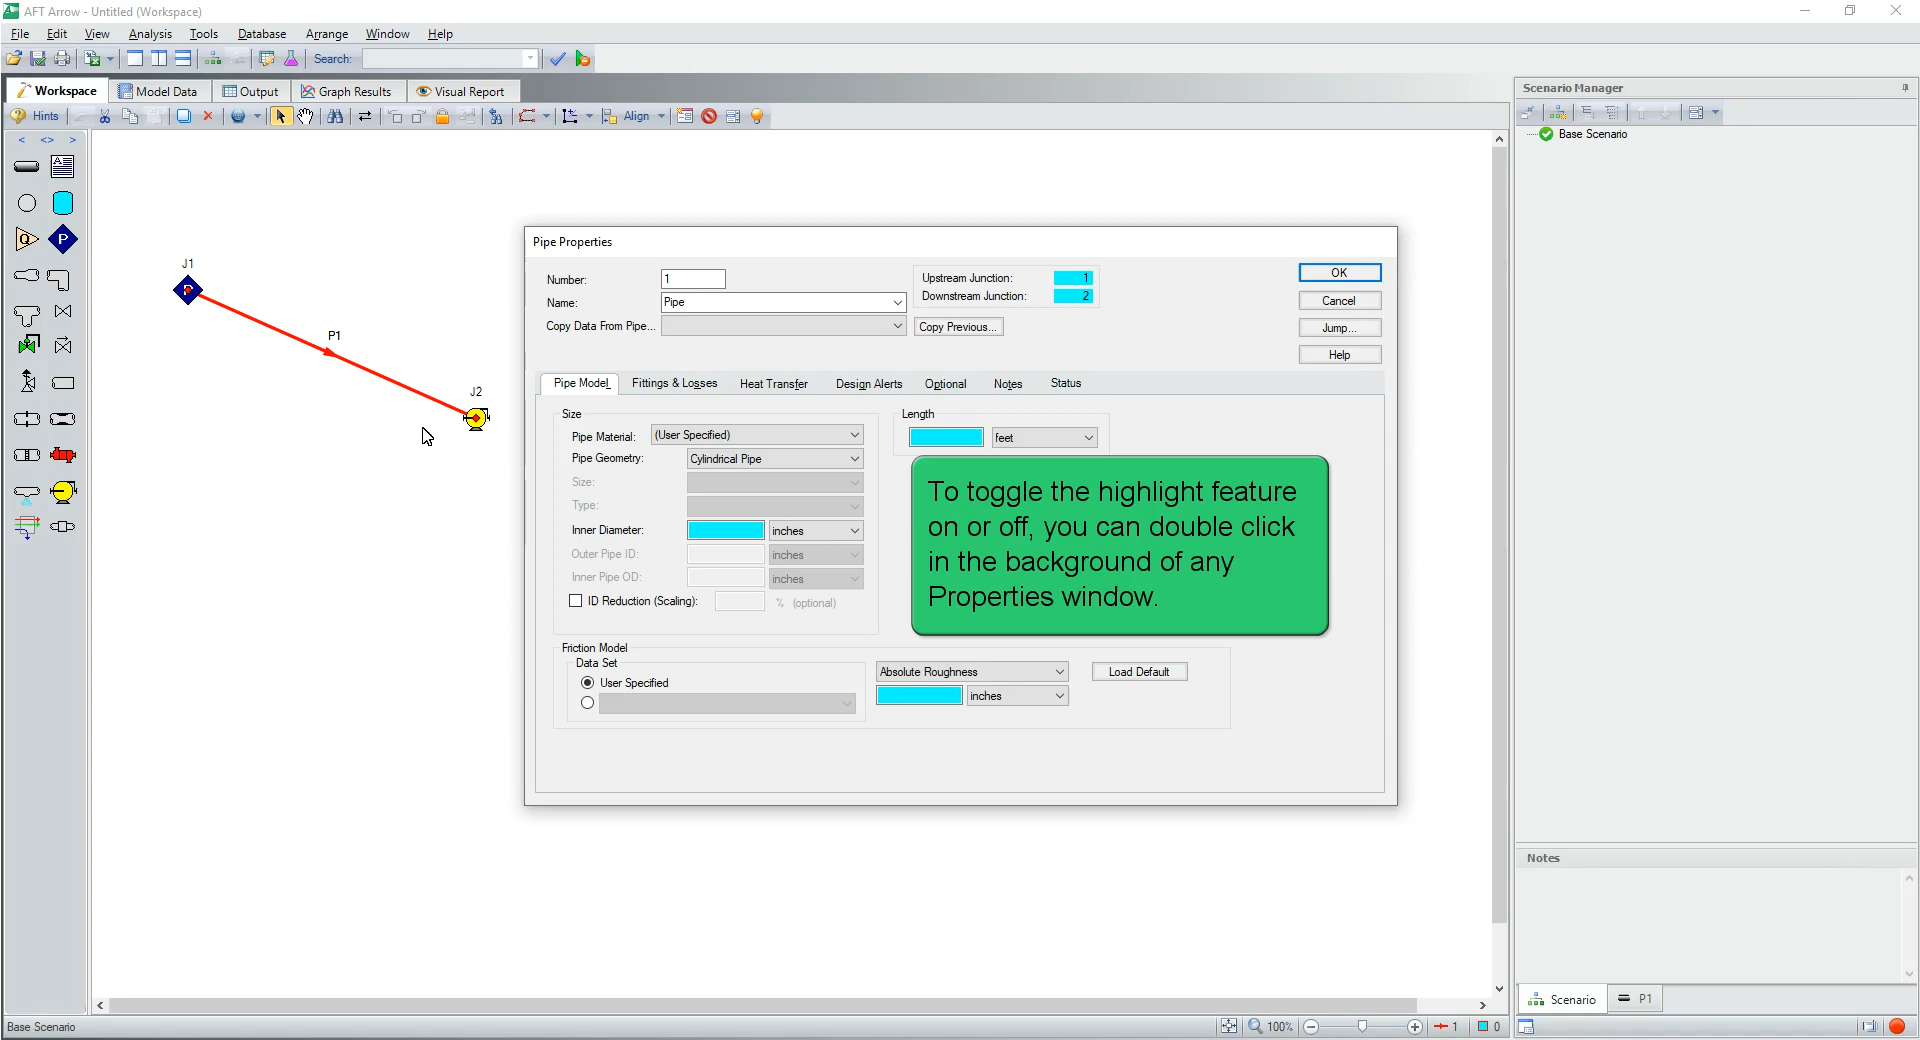 AFT Arrow - Untitled (Workspace)
File Edit View Analysis Tools Database Arrange Window Help
Search:
Workspace Model Data Output Graph Results Visual Report
Hints Align
< <> >
Q P
J1
P1
J2
Pipe Properties
Number: 1
Name: Pipe
Copy Data From Pipe... Copy Previous...
Upstream Junction: 1
Downstream Junction: 2
OK
Cancel
Jump...
Help
Pipe Model Fittings & Losses Heat Transfer Design Alerts Optional Notes Status
Size
Pipe Material: (User Specified)
Pipe Geometry: Cylindrical Pipe
Size:
Type:
Inner Diameter: inches
Outer Pipe ID: inches
Inner Pipe OD: inches
ID Reduction (Scaling): % (optional)
Length
feet
To toggle the highlight feature
on or off, you can double click
in the background of any
Properties window.
Friction Model
Data Set
User Specified
Absolute Roughness Load Default
inches
Scenario Manager
Base Scenario
Notes
Scenario P1
Base Scenario 100% 1 0